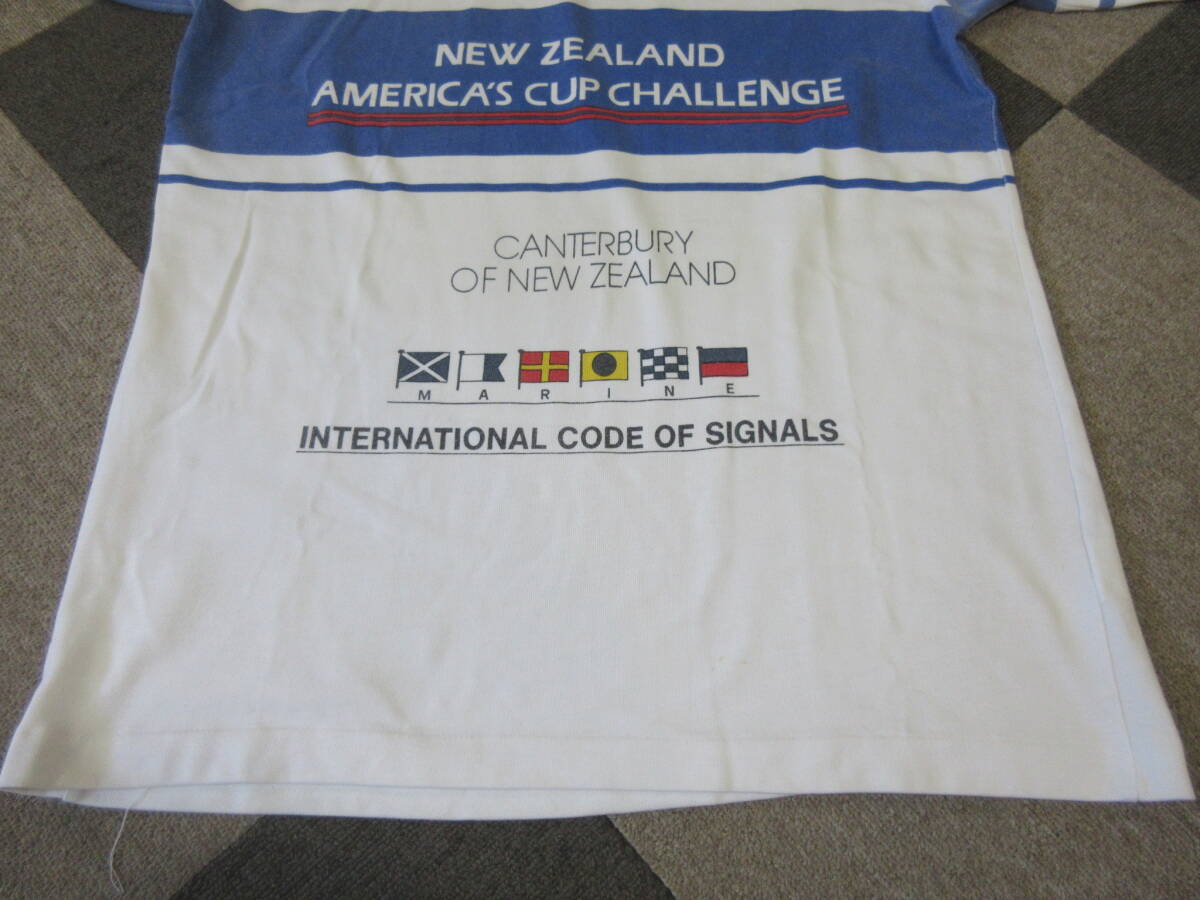 NEW ZEALAND
AMERICA'S CUP CHALLENGE
CANTERBURY
OF NEW ZEALAND
M A R I N E
INTERNATIONAL CODE OF SIGNALS